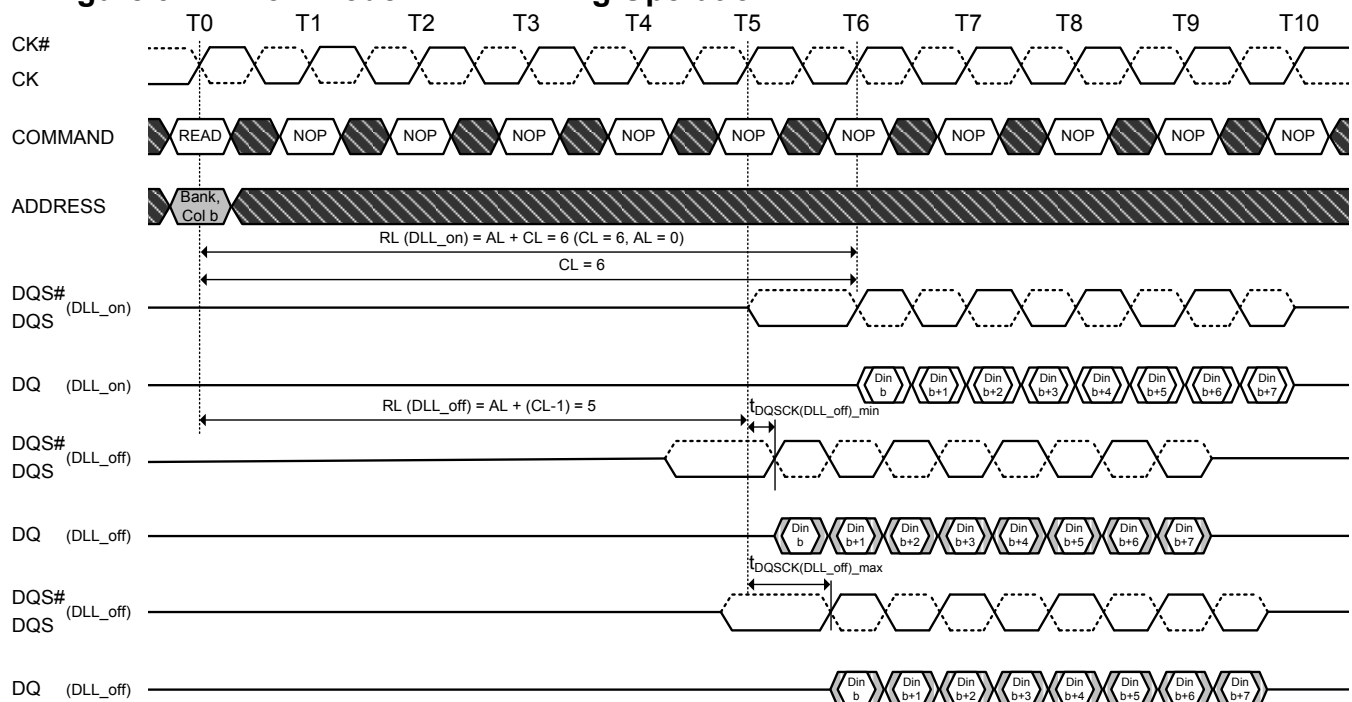 T0 T1 T2 T3 T4 T5 T6 T7 T8 T9 T10
CK#
CK
COMMAND READ NOP NOP NOP NOP NOP NOP NOP NOP NOP NOP
ADDRESS
Bank,
Col b
RL (DLL_on) = AL + CL = 6 (CL = 6, AL = 0)
CL = 6
DQS#
(DLL_on)
DQS
DQ (DLL_on)
Din Din Din Din Din Din Din Din
b b+1 b+2 b+3 b+4 b+5 b+6 b+7
RL (DLL_off) = AL + (CL-1) = 5
tDQSCK(DLL_off)_min
DQS#
(DLL_off)
DQS
DQ (DLL_off)
Din Din Din Din Din Din Din Din
b b+1 b+2 b+3 b+4 b+5 b+6 b+7
tDQSCK(DLL_off)_max
DQS#
(DLL_off)
DQS
DQ (DLL_off)
Din Din Din Din Din Din Din Din
b b+1 b+2 b+3 b+4 b+5 b+6 b+7